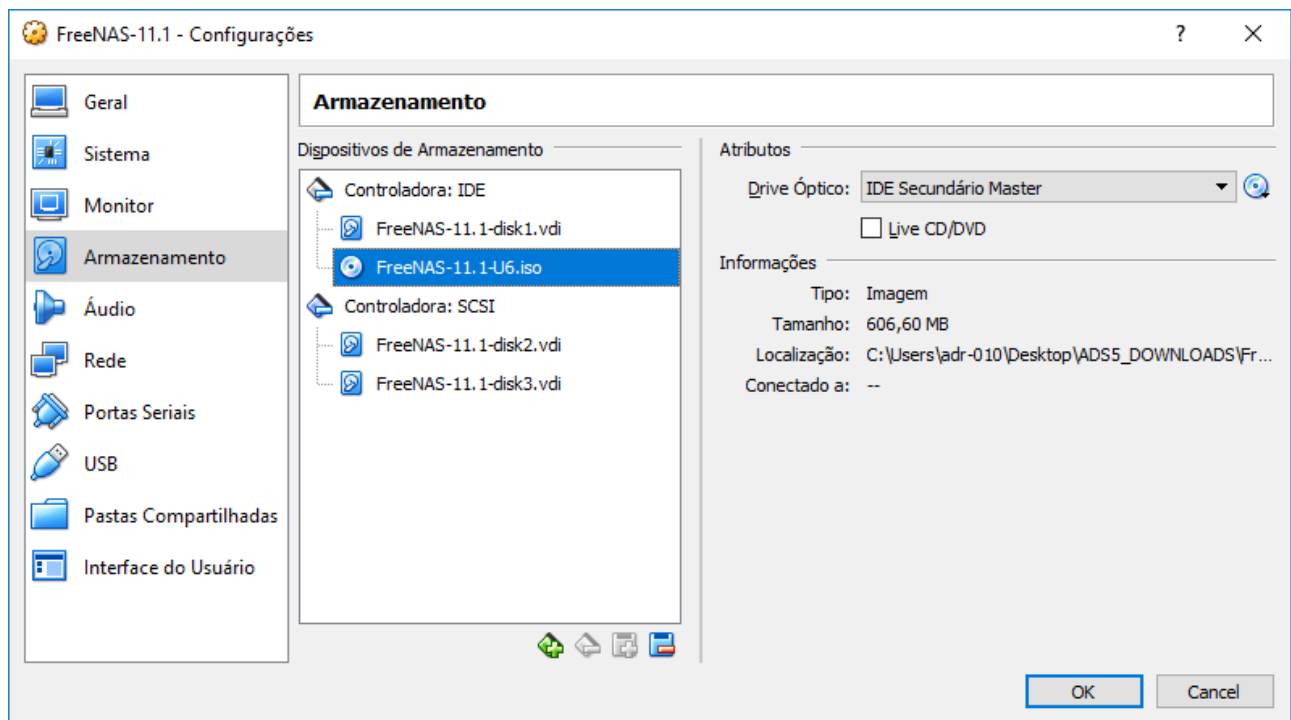 FreeNAS-11.1 - Configurações
?
Geral
Sistema
Monitor
Armazenamento
Áudio
Rede
Portas Seriais
USB
Pastas Compartilhadas
Interface do Usuário
Armazenamento
Dispositivos de Armazenamento
Controladora: IDE
FreeNAS-11.1-disk1.vdi
FreeNAS-11.1-U6.iso
Controladora: SCSI
FreeNAS-11.1-disk2.vdi
FreeNAS-11.1-disk3.vdi
Atributos
Drive Óptico: IDE Secundário Master
Live CD/DVD
Informações
Tipo: Imagem
Tamanho: 606,60 MB
Localização: C:\Users\adr-010\Desktop\ADS5_DOWNLOADS\Fr...
Conectado a: --
OK Cancel